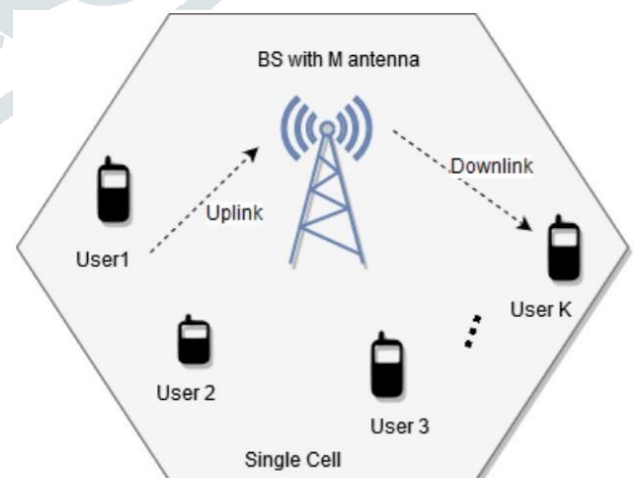 BS with M antenna
Downlink
Uplink
User1
User K
User 2
User 3
Single Cell